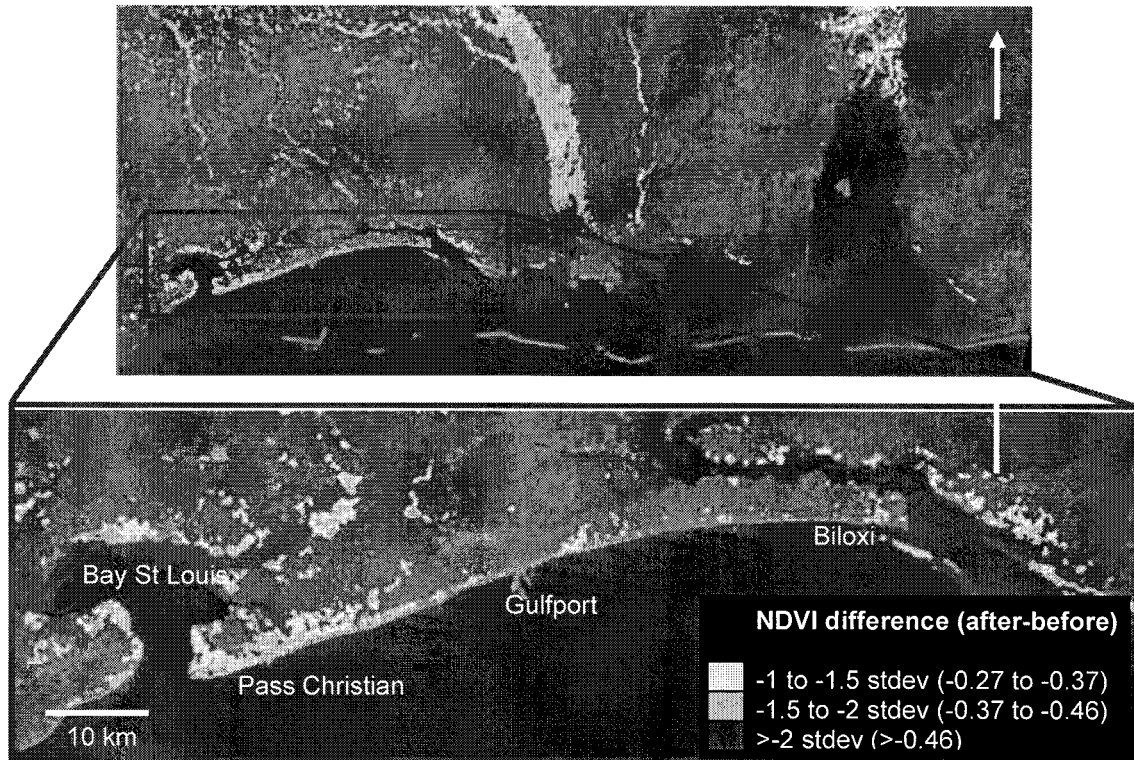 Bay St Louis
Biloxi
Gulfport
Pass Christian
10 km
NDVI difference (after-before)
-1 to -1.5 stdev (-0.27 to -0.37)
-1.5 to -2 stdev (-0.37 to -0.46)
>-2 stdev (>-0.46)